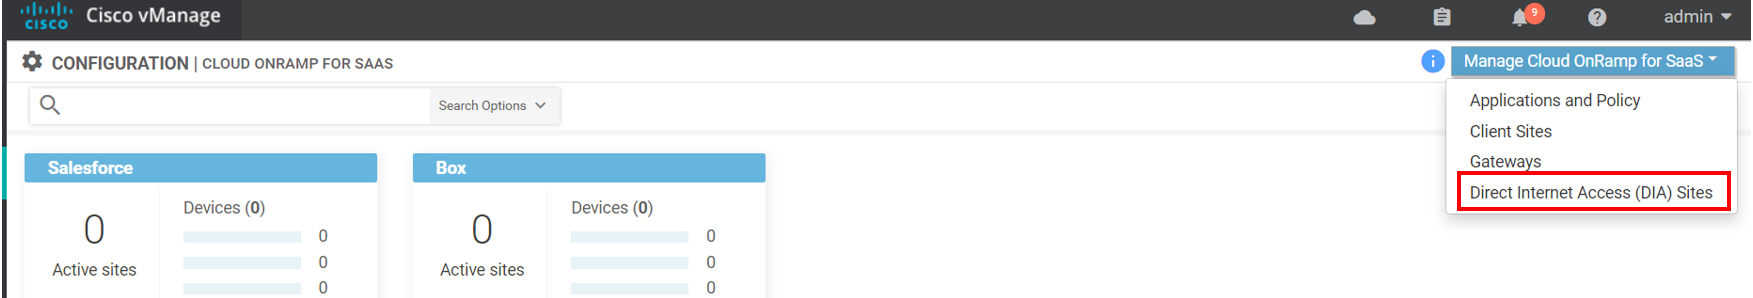 cisco Cisco vManage 9 admin
CONFIGURATION | CLOUD ONRAMP FOR SAAS
i Manage Cloud OnRamp for SaaS
Search Options
Applications and Policy
Client Sites
Gateways
Direct Internet Access (DIA) Sites
Salesforce
0
Active sites
Devices (0)
0
0
0
Box
0
Active sites
Devices (0)
0
0
0